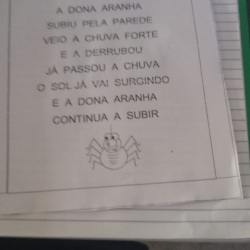 A DONA ARANHA
SUBIU PELA PAREDE
VEIO A CHUVA FORTE
E A DERRUBOU
JÁ PASSOU A CHUVA
O SOL JÁ VAI SURGINDO
E A DONA ARANHA
CONTINUA A SUBIR